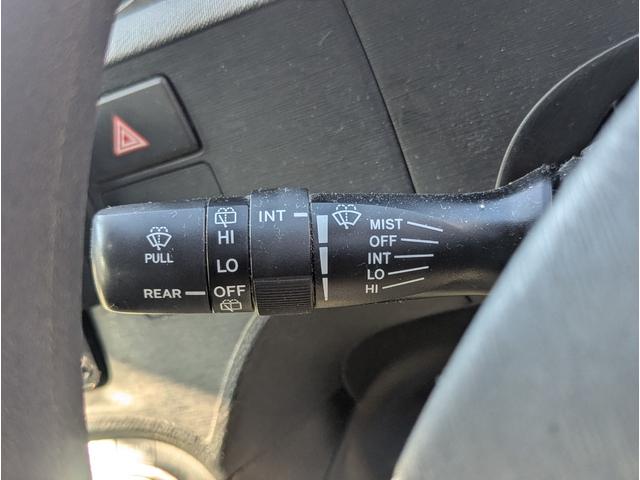 PULL
REAR
HI
LO
OFF
INT
MIST
OFF
INT
LO
HI